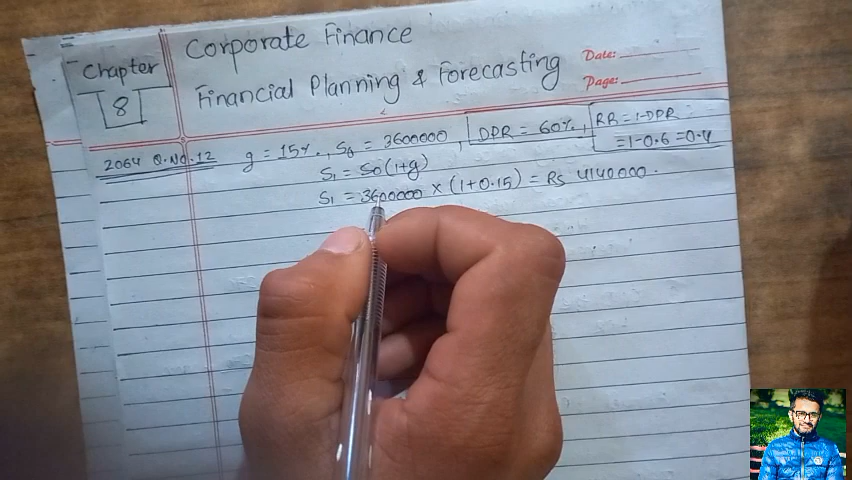 Corporate Finance
Chapter 8
Financial Planning & Forecasting
Date:
Page:
2064 Q.No.12 g = 15%, S0 = 3600000, DPR = 60%, RR = 1-DPR
= 1-0.6 = 0.4
S1 = S0(1+g)
S1 = 3600000 × (1+0.15) = Rs 4140000.